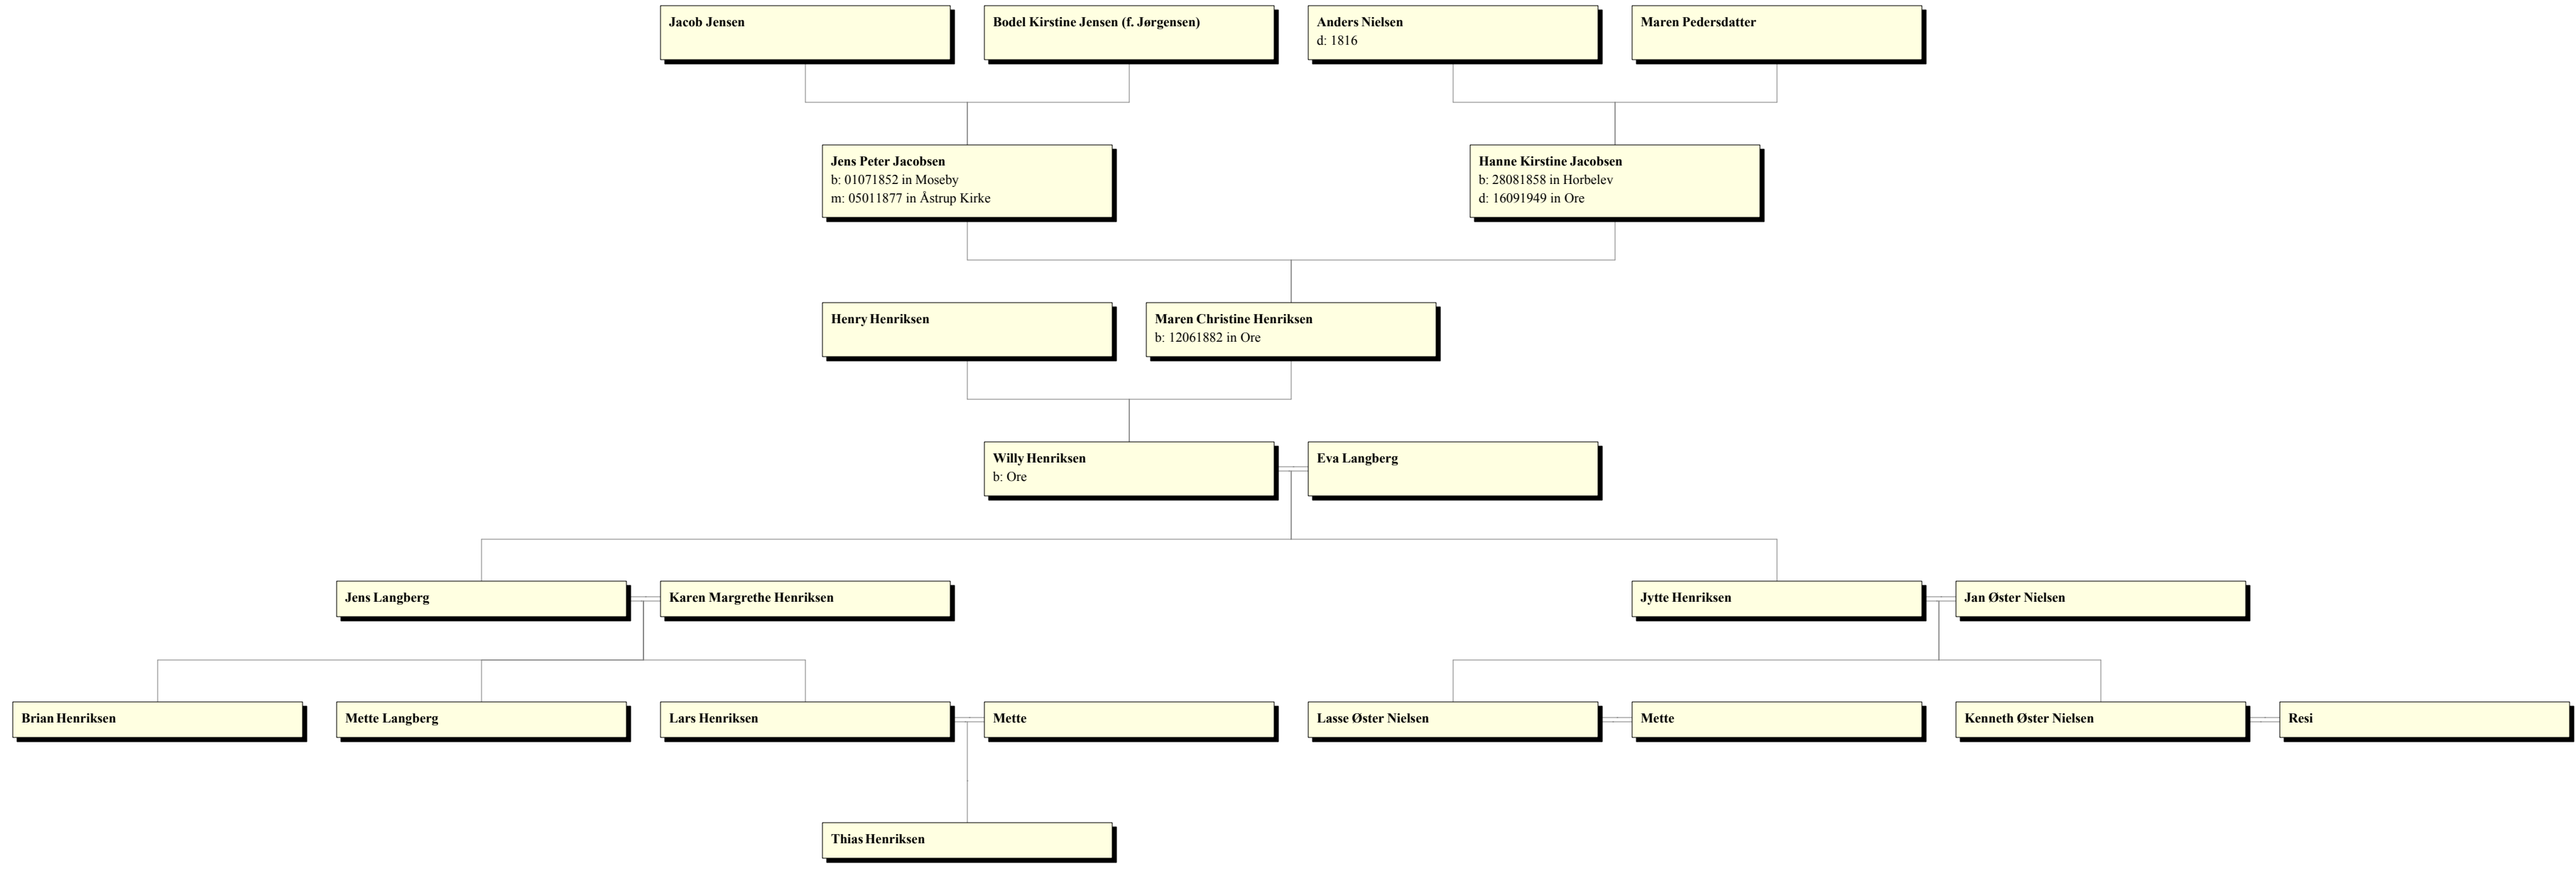 Jacob Jensen
Bodel Kirstine Jensen (f. Jørgensen)
Anders Nielsen
d: 1816
Maren Pedersdatter
Jens Peter Jacobsen
b: 01071852 in Moseby
m: 05011877 in Åstrup Kirke
Hanne Kirstine Jacobsen
b: 28081858 in Horbelev
d: 16091949 in Ore
Henry Henriksen
Maren Christine Henriksen
b: 12061882 in Ore
Willy Henriksen
b: Ore
Eva Langberg
Jens Langberg
Karen Margrethe Henriksen
Jytte Henriksen
Jan Øster Nielsen
Brian Henriksen
Mette Langberg
Lars Henriksen
Mette
Lasse Øster Nielsen
Mette
Kenneth Øster Nielsen
Resi
Thias Henriksen